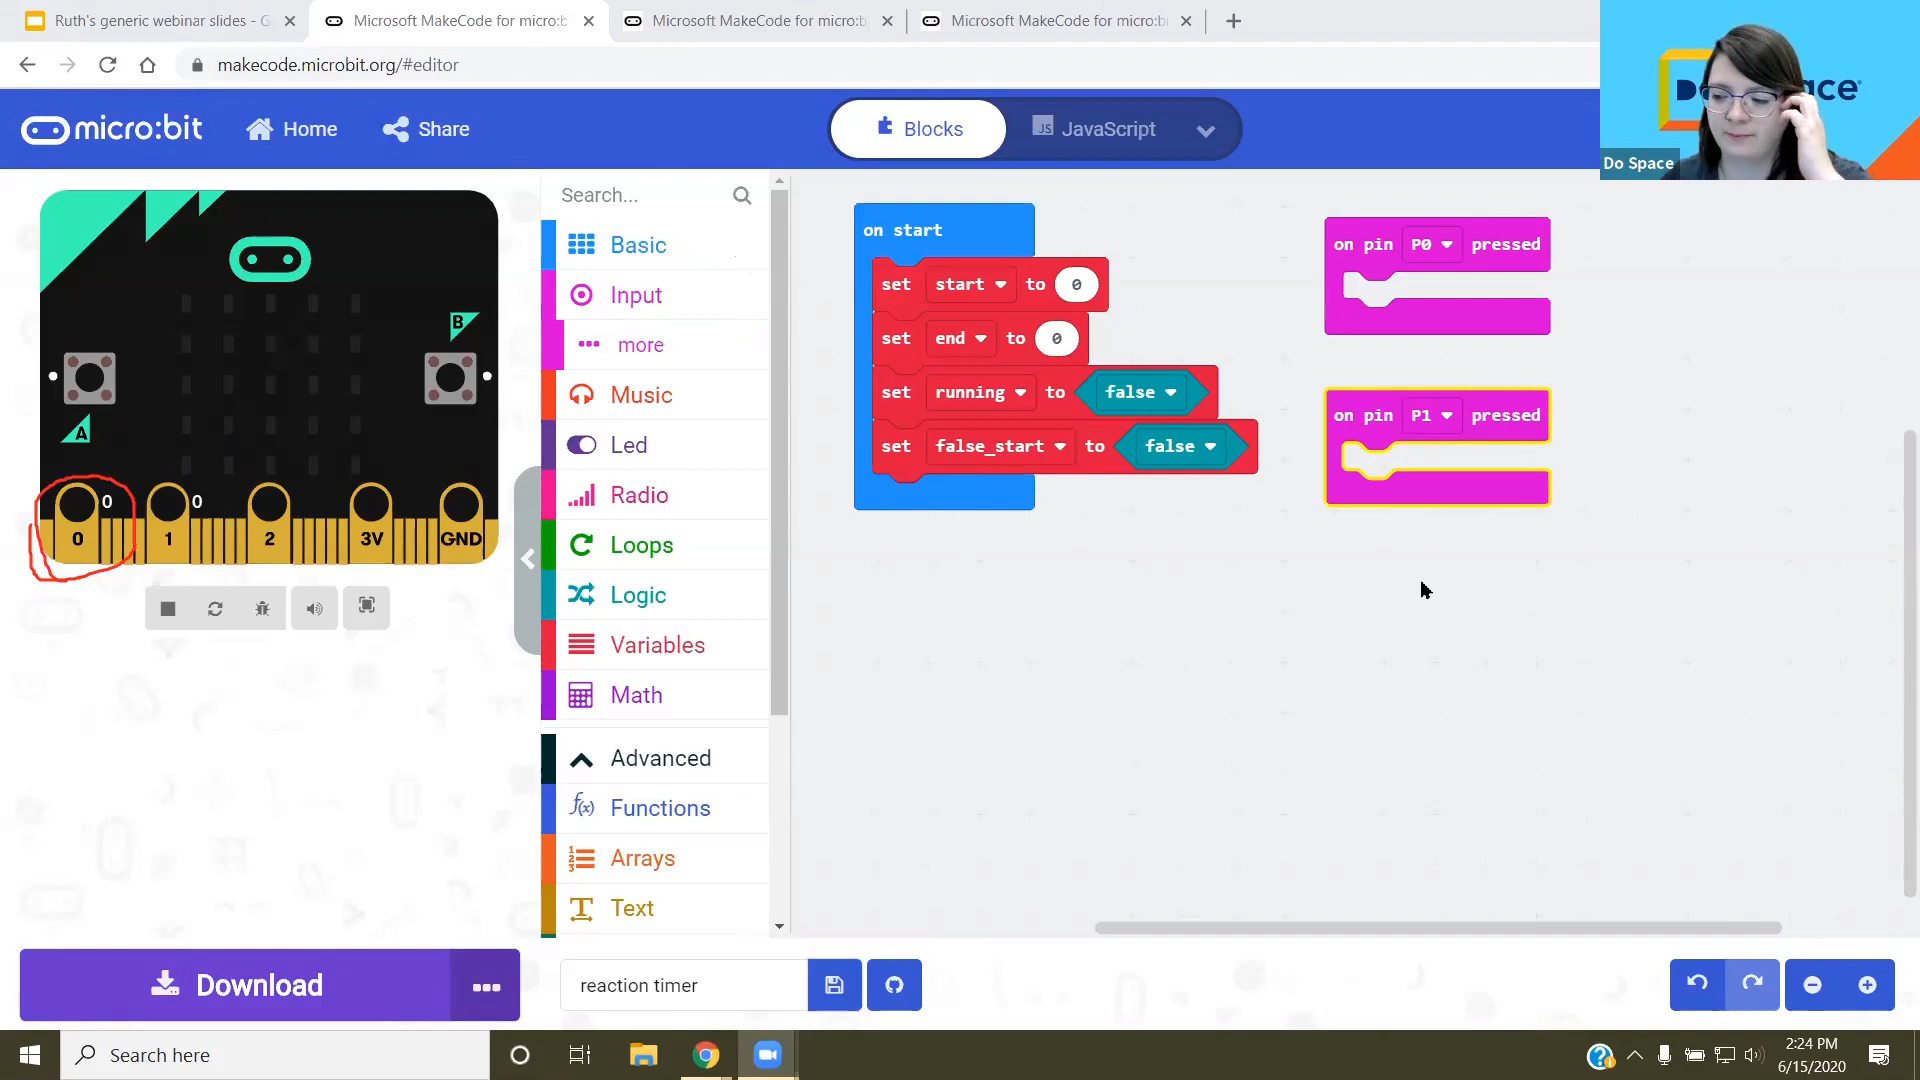 Ruth's generic webinar slides - G
Microsoft MakeCode for micro:b
Microsoft MakeCode for micro:b
Microsoft MakeCode for micro:b
makecode.microbit.org/#editor
micro:bit
Home
Share
Blocks
JS JavaScript
Do Space
Search...
Basic
Input
more
Music
Led
Radio
Loops
Logic
Variables
Math
Advanced
Functions
Arrays
Text
B
A
0 0
0 1 2 3V GND
on start
set start to 0
set end to 0
set running to false
set false_start to false
on pin P0 pressed
on pin P1 pressed
Download
reaction timer
Search here
2:24 PM
6/15/2020